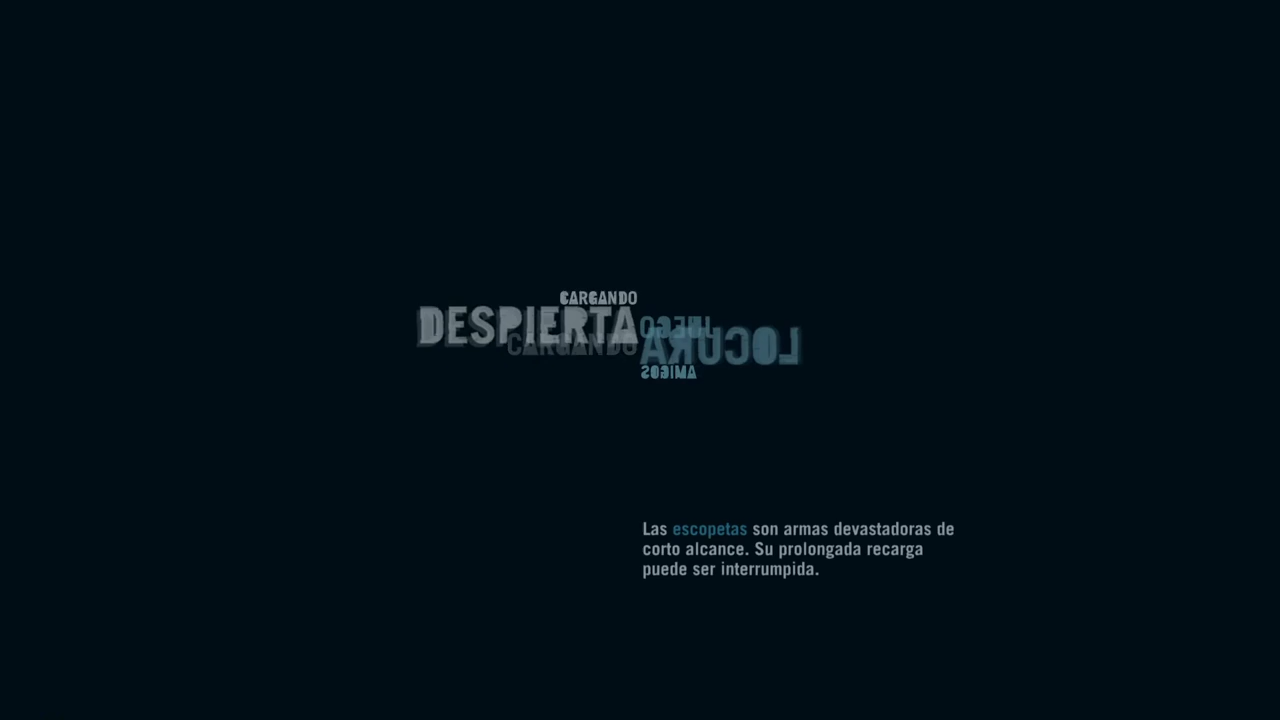 CARGANDO
DESPIERTA
CARGANDO
JUEGO
LOCURA
AMIGOS
Las escopetas son armas devastadoras de
corto alcance. Su prolongada recarga
puede ser interrumpida.